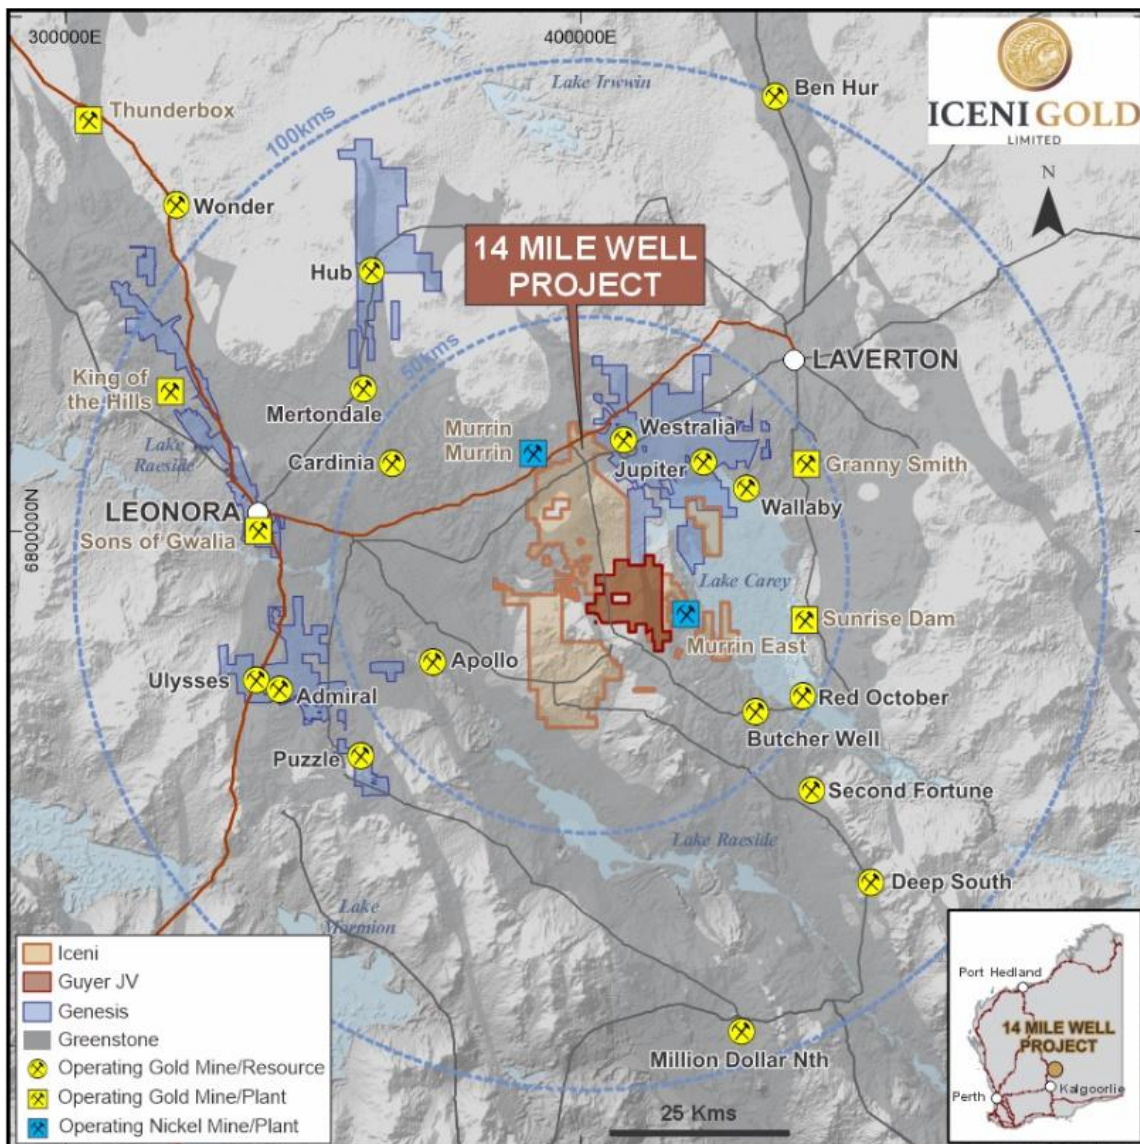 300000E
400000E
6800000N
ICENI GOLD
LIMITED
N
100kms
50kms
Lake Irwwin
Ben Hur
Thunderbox
Wonder
Hub
14 MILE WELL
PROJECT
LAVERTON
King of
the Hills
Mertondale
Murrin
Murrin
Westralia
Cardinia
Jupiter
Granny Smith
Wallaby
Lake
Raeside
LEONORA
Sons of Gwalia
Lake Carey
Sunrise Dam
Murrin East
Apollo
Ulysses
Admiral
Red October
Butcher Well
Puzzle
Second Fortune
Lake Raeside
Deep South
Lake
Marmion
Million Dollar Nth
25 Kms
Iceni
Guyer JV
Genesis
Greenstone
Operating Gold Mine/Resource
Operating Gold Mine/Plant
Operating Nickel Mine/Plant
Port Hedland
14 MILE WELL
PROJECT
Kalgoorlie
Perth